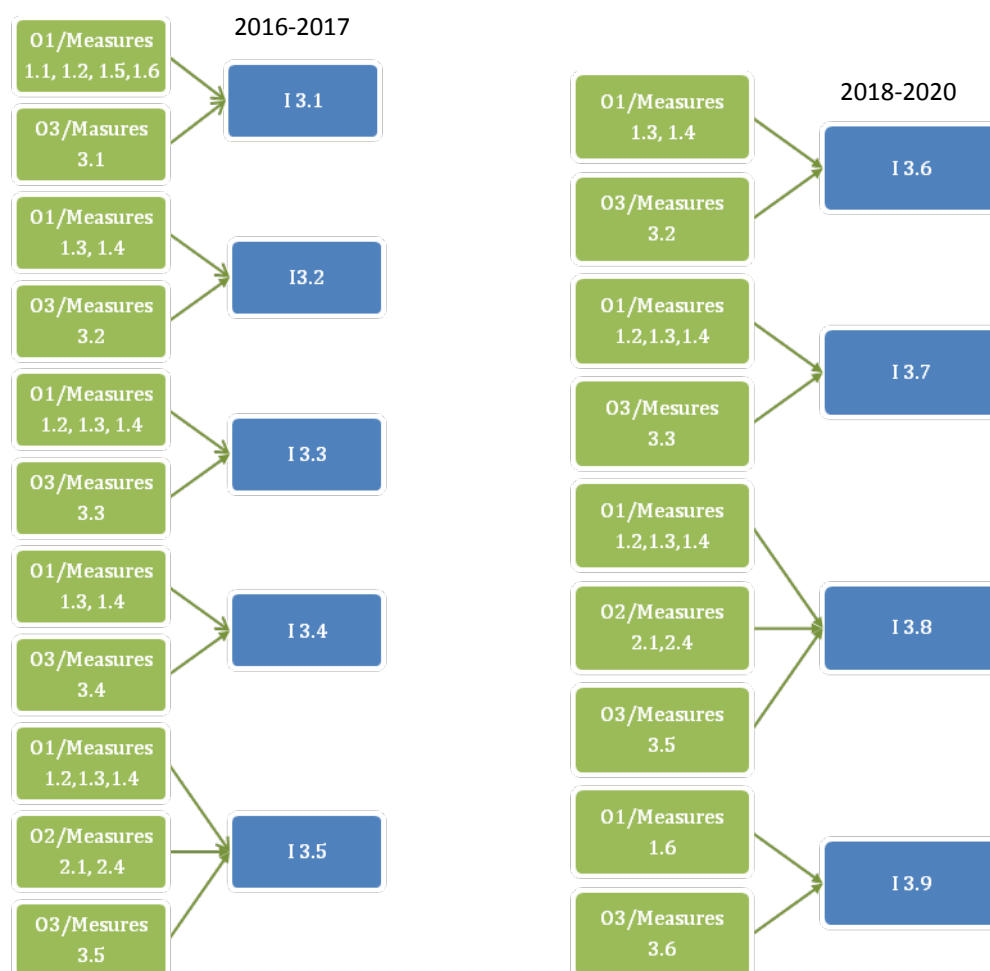 2016-2017
O1/Measures
1.1, 1.2, 1.5,1.6
O3/Masures
3.1
I 3.1
O1/Measures
1.3, 1.4
O3/Measures
3.2
I3.2
O1/Measures
1.2, 1.3, 1.4
O3/Measures
3.3
I 3.3
O1/Measures
1.3, 1.4
O3/Measures
3.4
I 3.4
O1/Measures
1.2,1.3,1.4
O2/Measures
2.1, 2.4
O3/Mesures
3.5
I 3.5
2018-2020
O1/Measures
1.3, 1.4
O3/Measures
3.2
I 3.6
O1/Measures
1.2,1.3,1.4
O3/Mesures
3.3
I 3.7
O1/Measures
1.2,1.3,1.4
O2/Measures
2.1,2.4
O3/Measures
3.5
I 3.8
O1/Measures
1.6
O3/Measures
3.6
I 3.9